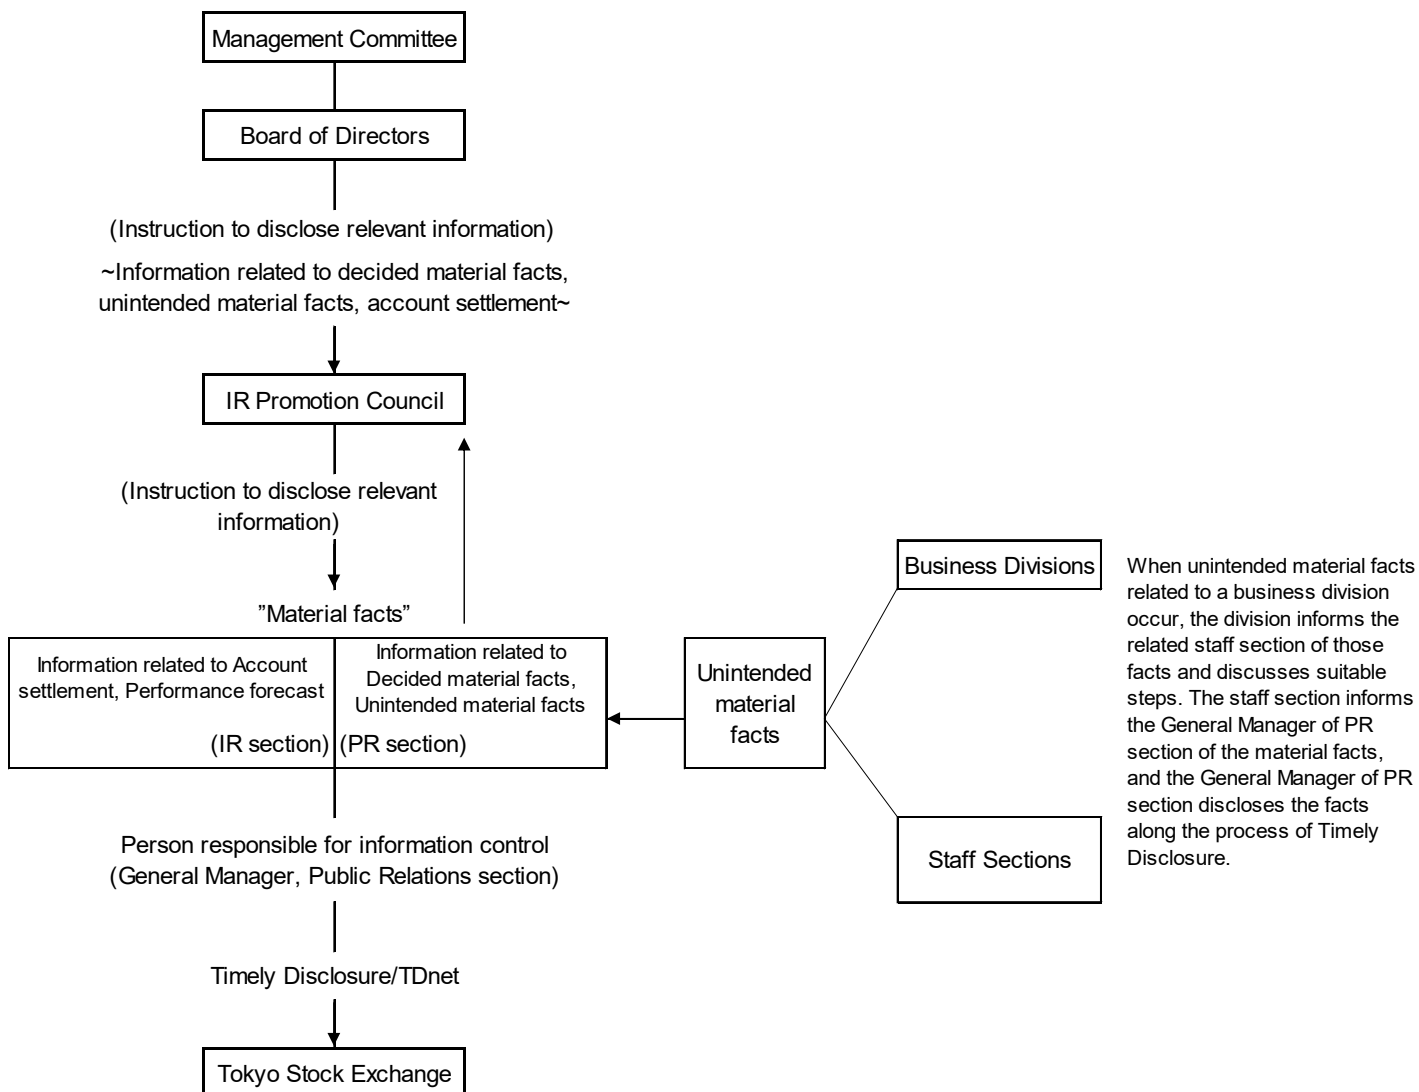 Management Committee
Board of Directors
(Instruction to disclose relevant information)
~Information related to decided material facts,
unintended material facts, account settlement~
IR Promotion Council
(Instruction to disclose relevant
information)
”Material facts”
Information related to Account
settlement, Performance forecast
(IR section)
Information related to
Decided material facts,
Unintended material facts
(PR section)
Unintended
material
facts
Business Divisions
Staff Sections
When unintended material facts
related to a business division
occur, the division informs the
related staff section of those
facts and discusses suitable
steps. The staff section informs
the General Manager of PR
section of the material facts,
and the General Manager of PR
section discloses the facts
along the process of Timely
Disclosure.
Person responsible for information control
(General Manager, Public Relations section)
Timely Disclosure/TDnet
Tokyo Stock Exchange